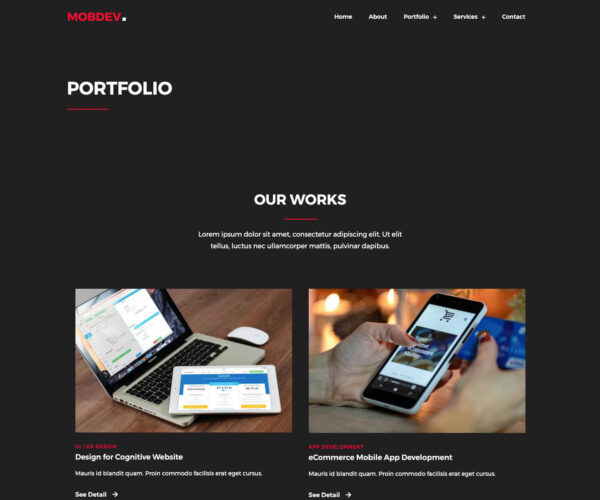 MOBDEV.
Home About Portfolio + Services + Contact
PORTFOLIO
OUR WORKS
Lorem ipsum dolor sit amet, consectetur adipiscing elit. Ut elit
tellus, luctus nec ullamcorper mattis, pulvinar dapibus.
UI / UX DESIGN
Design for Cognitive Website
Mauris id blandit quam. Proin commodo facilisis erat eget cursus.
See Detail →
APP DEVELOPMENT
eCommerce Mobile App Development
Mauris id blandit quam. Proin commodo facilisis erat eget cursus.
See Detail →